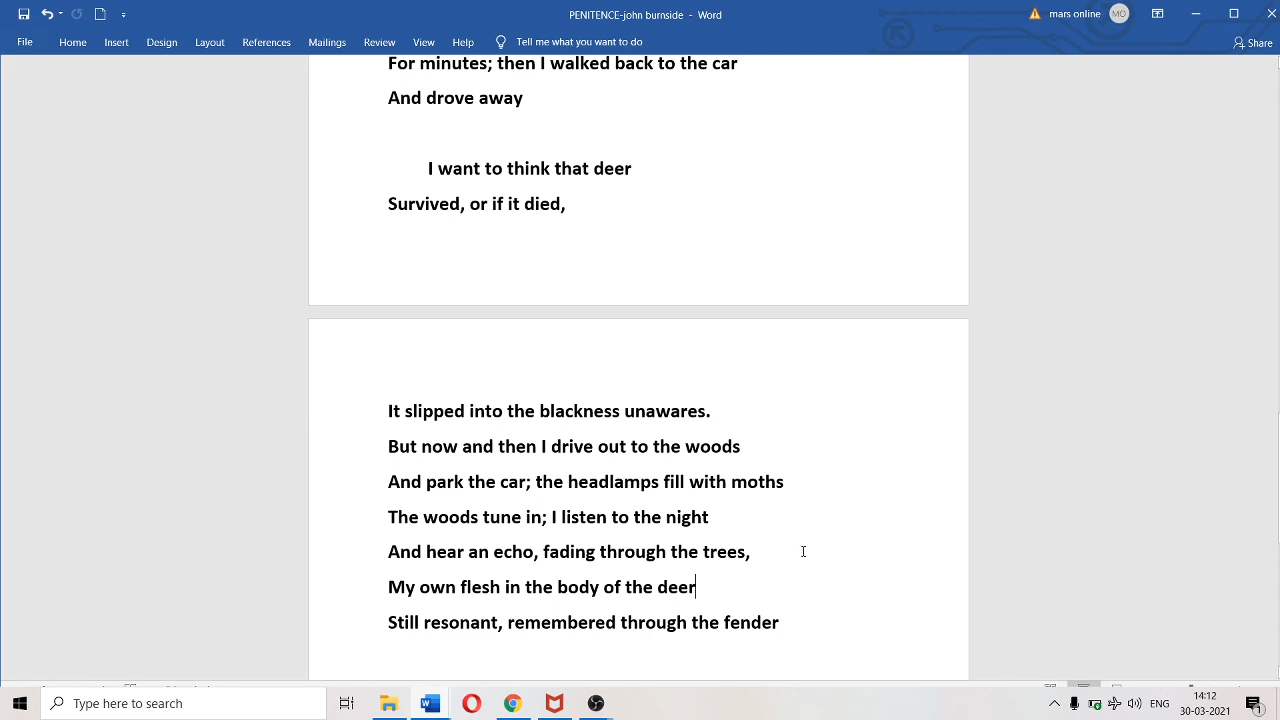 PENITENCE-john burnside - Word
mars online
MO
File Home Insert Design Layout References Mailings Review View Help Tell me what you want to do
Share
For minutes; then I walked back to the car
And drove away
I want to think that deer
Survived, or if it died,
It slipped into the blackness unawares.
But now and then I drive out to the woods
And park the car; the headlamps fill with moths
The woods tune in; I listen to the night
And hear an echo, fading through the trees,
My own flesh in the body of the deer
Still resonant, remembered through the fender
Type here to search
ENG
14:12
30-03-2021